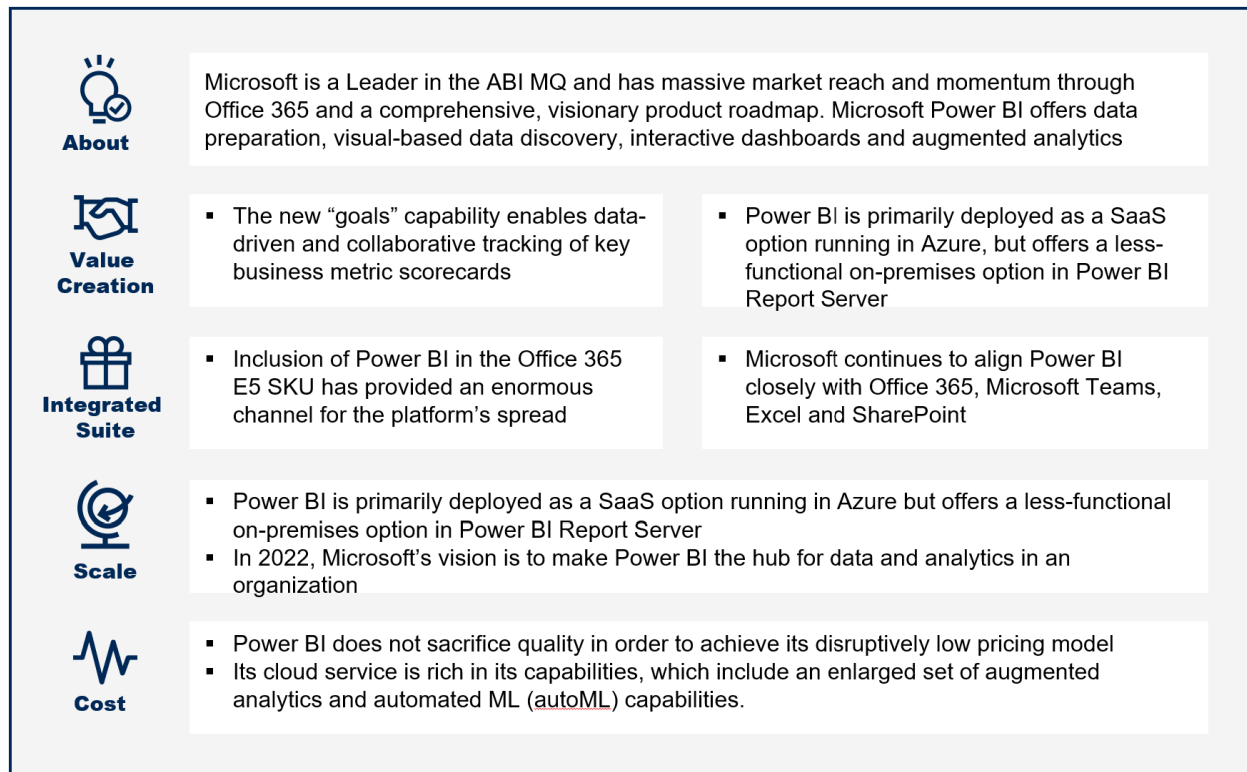 About
Microsoft is a Leader in the ABI MQ and has massive market reach and momentum through
Office 365 and a comprehensive, visionary product roadmap. Microsoft Power BI offers data
preparation, visual-based data discovery, interactive dashboards and augmented analytics
Value
Creation
▪ The new “goals” capability enables data-
driven and collaborative tracking of key
business metric scorecards
▪ Power BI is primarily deployed as a SaaS
option running in Azure, but offers a less-
functional on-premises option in Power BI
Report Server
Integrated
Suite
▪ Inclusion of Power BI in the Office 365
E5 SKU has provided an enormous
channel for the platform’s spread
▪ Microsoft continues to align Power BI
closely with Office 365, Microsoft Teams,
Excel and SharePoint
Scale
▪ Power BI is primarily deployed as a SaaS option running in Azure but offers a less-functional
on-premises option in Power BI Report Server
▪ In 2022, Microsoft’s vision is to make Power BI the hub for data and analytics in an
organization
Cost
▪ Power BI does not sacrifice quality in order to achieve its disruptively low pricing model
▪ Its cloud service is rich in its capabilities, which include an enlarged set of augmented
analytics and automated ML (autoML) capabilities.